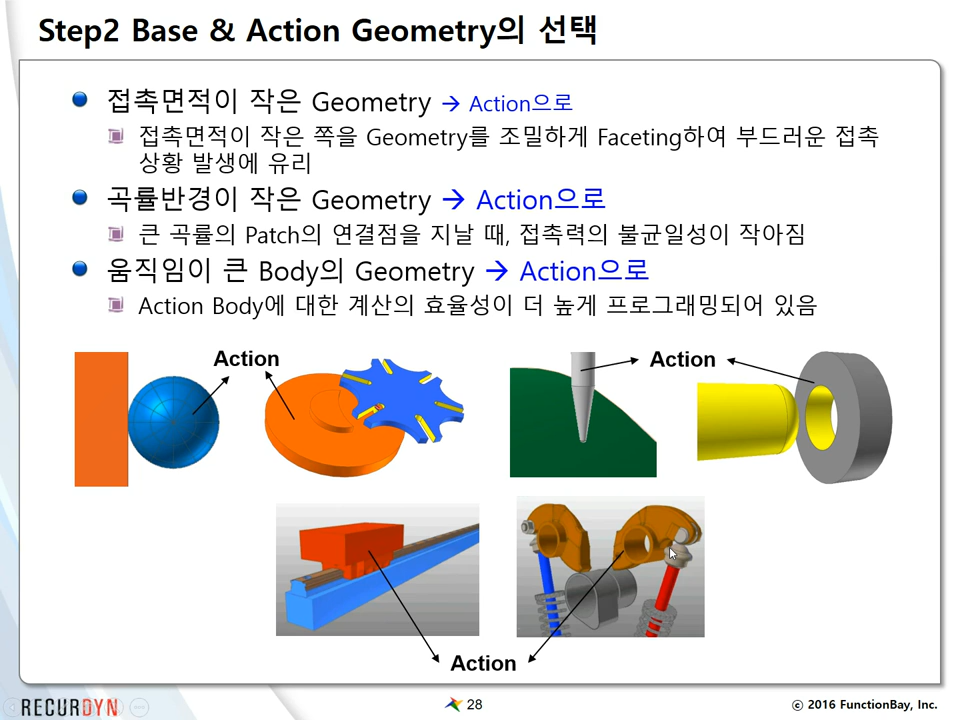 Step2 Base & Action Geometry의 선택
접촉면적이 작은 Geometry → Action으로
접촉면적이 작은 쪽을 Geometry를 조밀하게 Faceting하여 부드러운 접촉
상황 발생에 유리
곡률반경이 작은 Geometry → Action으로
큰 곡률의 Patch의 연결점을 지날 때, 접촉력의 불균일성이 작아짐
움직임이 큰 Body의 Geometry → Action으로
Action Body에 대한 계산의 효율성이 더 높게 프로그래밍되어 있음
Action
Action
Action
RECURDYN
28
© 2016 FunctionBay, Inc.